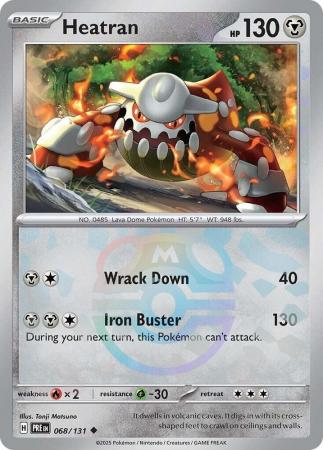 BASIC
Heatran
HP 130
NO. 0485 Lava Dome Pokémon HT: 5'7" WT: 948 lbs.
M
Wrack Down 40
Iron Buster 130
During your next turn, this Pokémon can't attack.
weakness ×2 resistance -30 retreat
Illus. Tonji Matsuno
H PRE EN 068/131
It dwells in volcanic caves. It digs in with its cross-
shaped feet to crawl on ceilings and walls.
©2025 Pokémon / Nintendo / Creatures / GAME FREAK